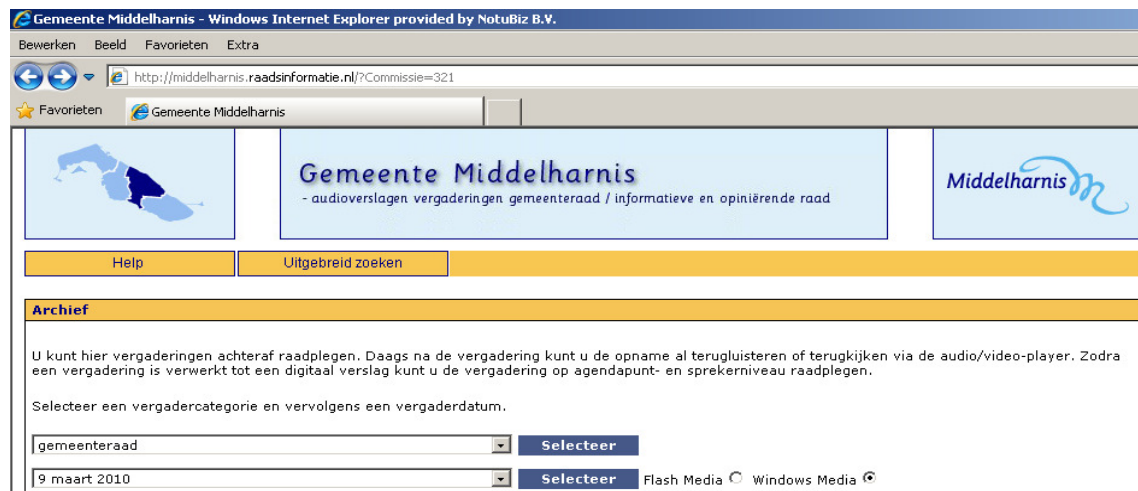 Gemeente Middelharnis - Windows Internet Explorer provided by NotuBiz B.V.
Bewerken Beeld Favorieten Extra
http://middelharnis.raadsinformatie.nl/?Commissie=321
Favorieten Gemeente Middelharnis
Gemeente Middelharnis
- audioverslagen vergaderingen gemeenteraad / informatieve en opiniërende raad
Middelharnis
Help Uitgebreid zoeken
Archief
U kunt hier vergaderingen achteraf raadplegen. Daags na de vergadering kunt u de opname al terugluisteren of terugkijken via de audio/video-player. Zodra
een vergadering is verwerkt tot een digitaal verslag kunt u de vergadering op agendapunt- en sprekerniveau raadplegen.
Selecteer een vergadercategorie en vervolgens een vergaderdatum.
gemeenteraad Selecteer
9 maart 2010 Selecteer Flash Media Windows Media